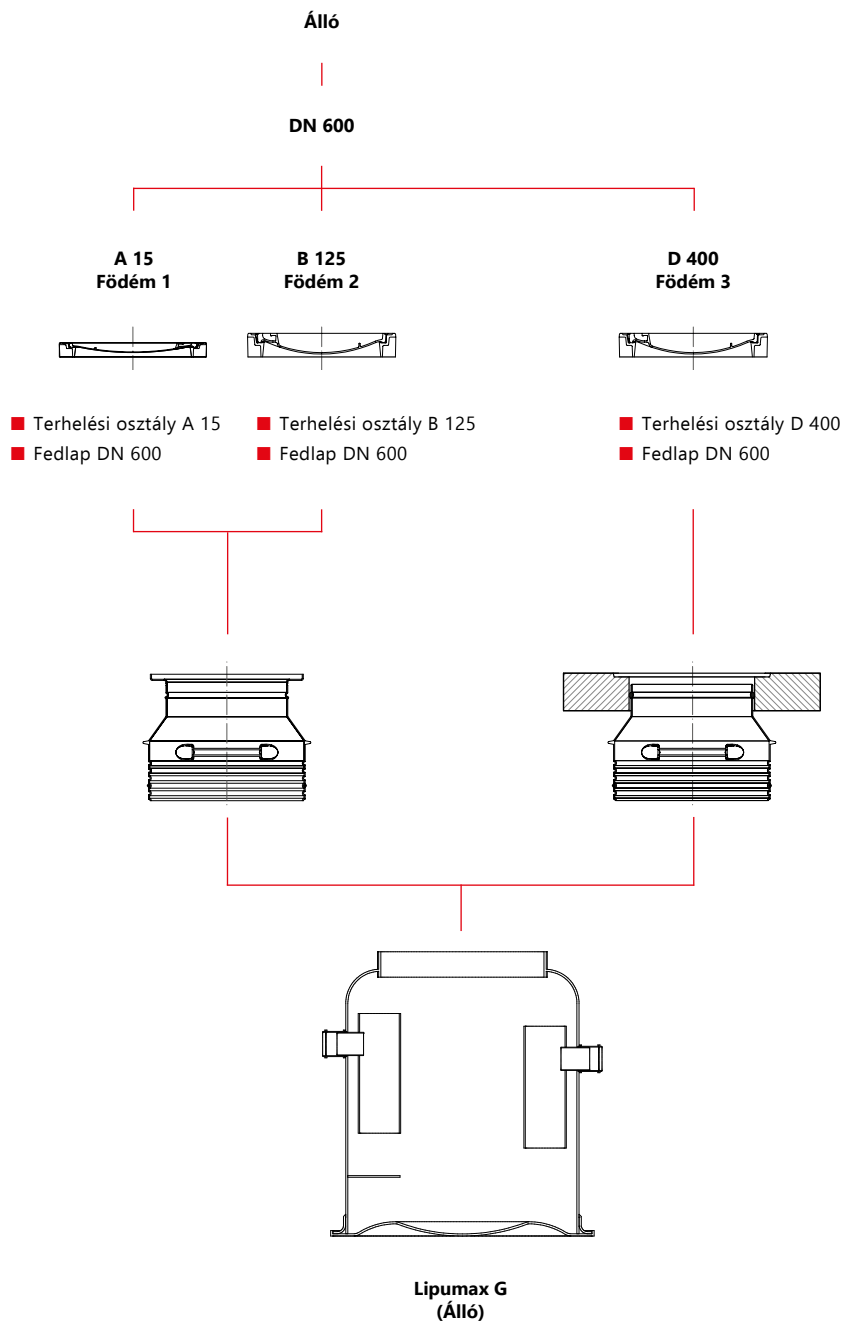 Álló
DN 600
A 15
Födém 1
B 125
Födém 2
D 400
Födém 3
Terhelési osztály A 15
Fedlap DN 600
Terhelési osztály B 125
Fedlap DN 600
Terhelési osztály D 400
Fedlap DN 600
Lipumax G
(Álló)